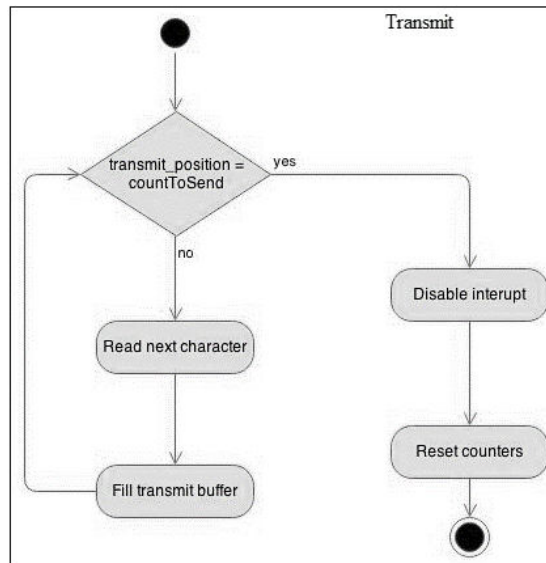 Transmit
transmit_position =
countToSend
yes
no
Read next character
Disable interupt
Fill transmit buffer
Reset counters